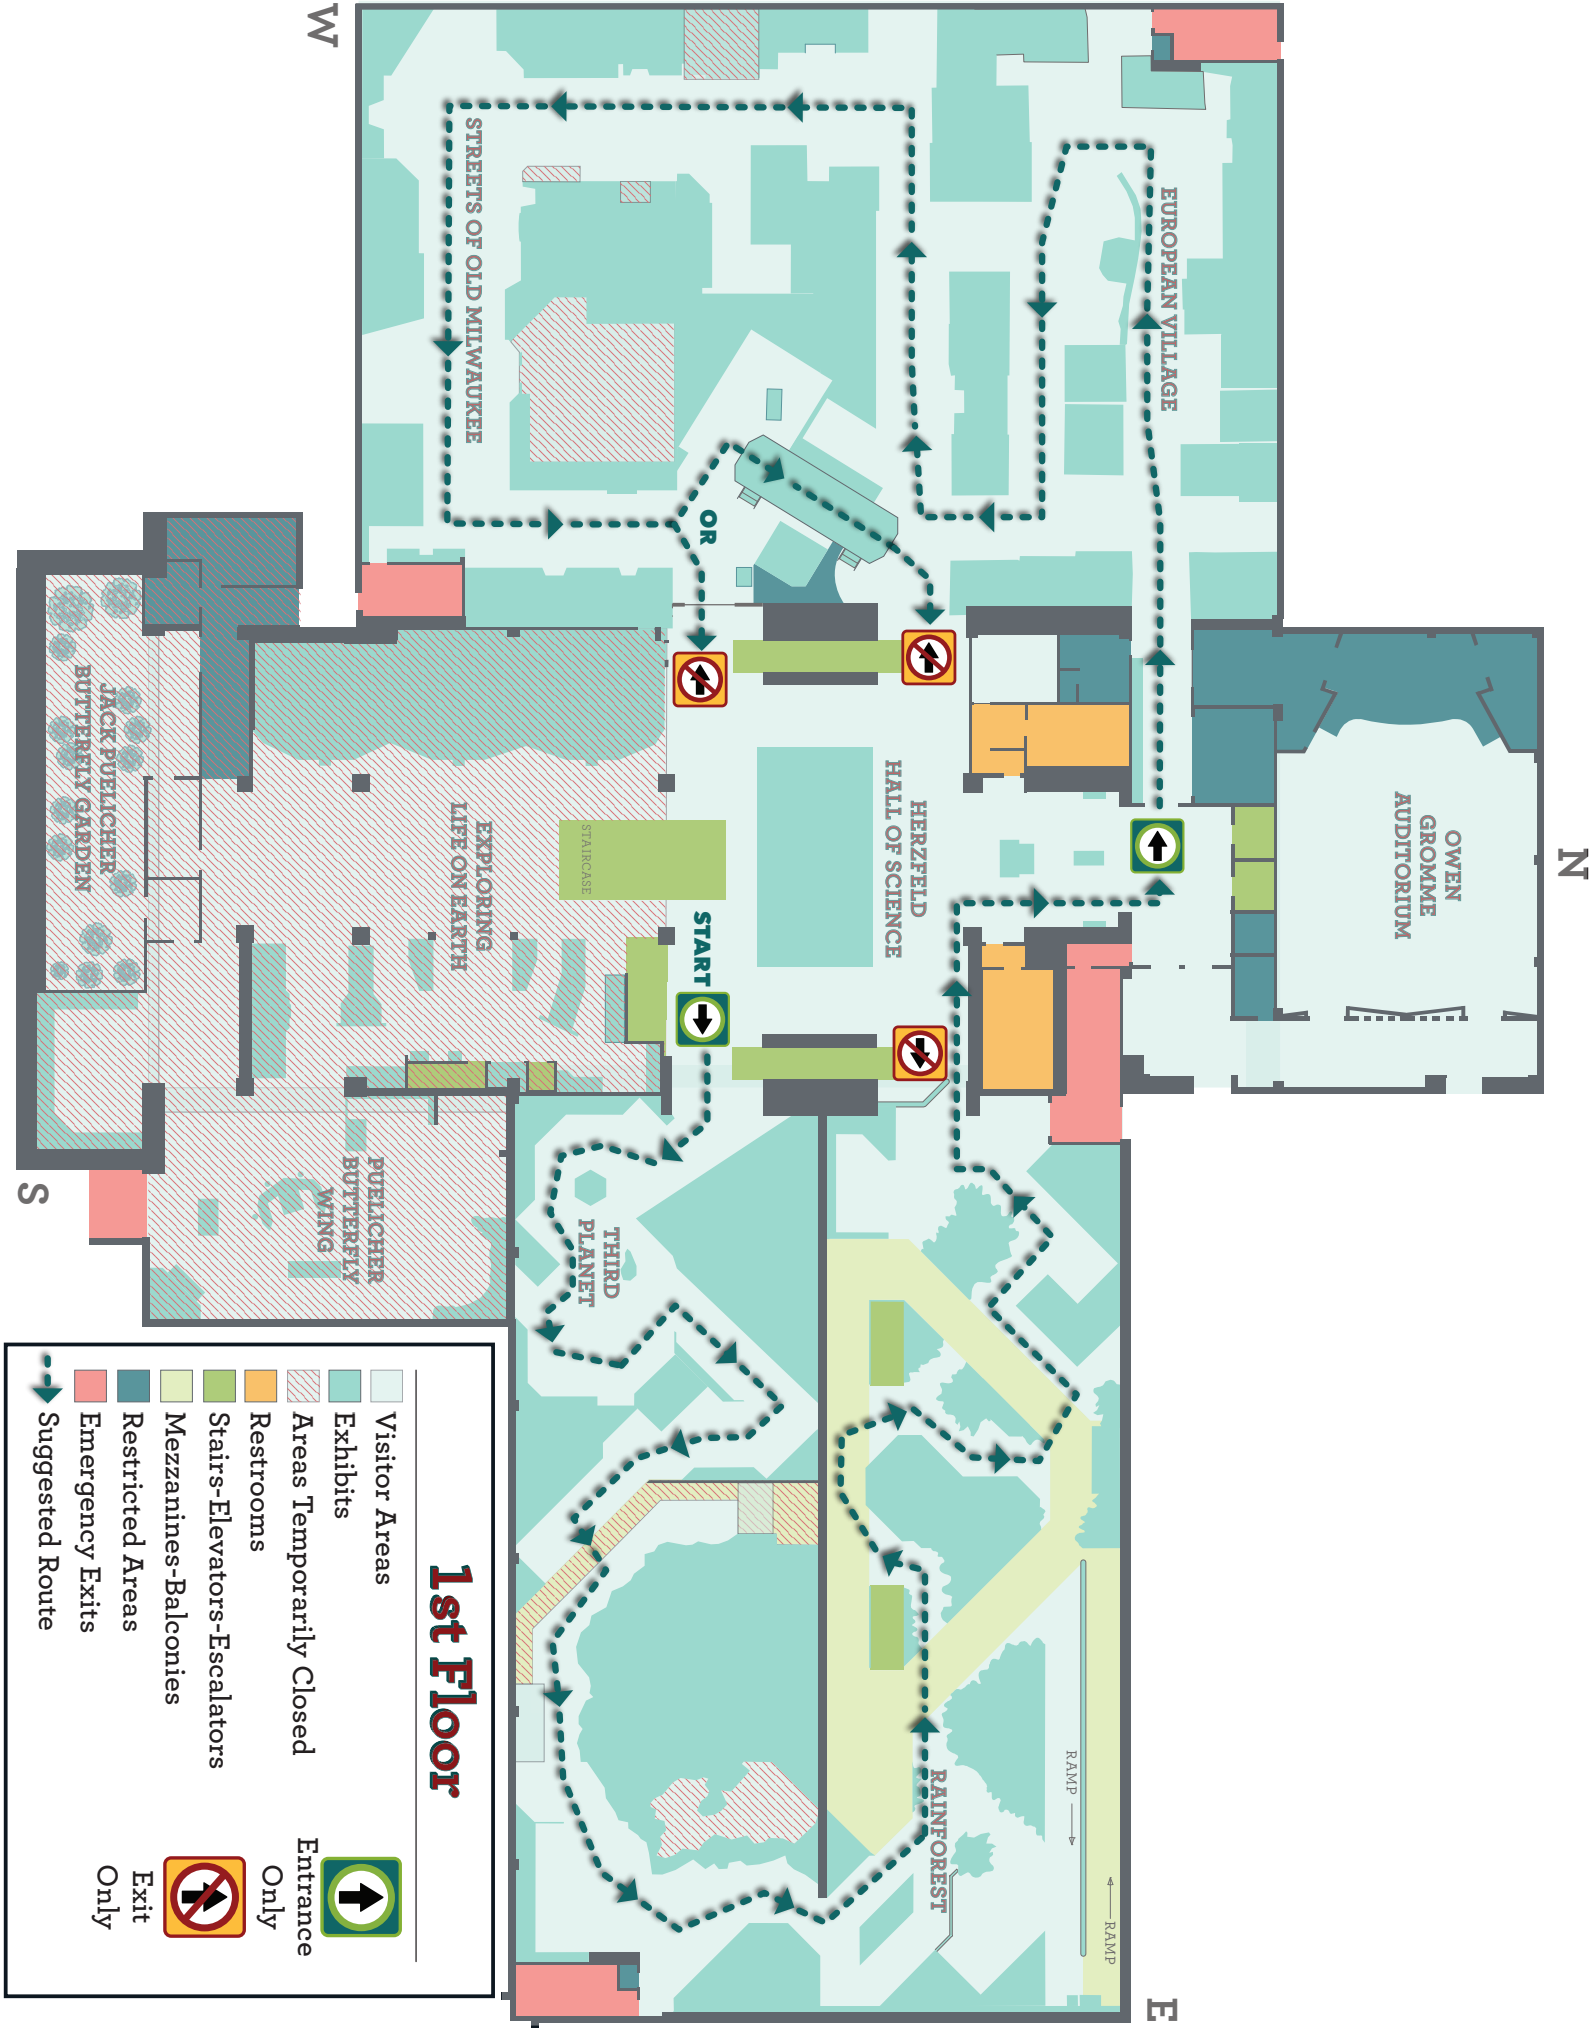 W
N
S
E
EUROPEAN VILLAGE
STREETS OF OLD MILWAUKEE
OR
OWEN
GROMME
AUDITORIUM
HERZFELD
HALL OF SCIENCE
STAIRCASE
START
EXPLORING
LIFE ON EARTH
JACK PUELICHER
BUTTERFLY GARDEN
PUELICHER
BUTTERFLY
WING
THIRD
PLANET
RAINFOREST
RAMP
RAMP
1st Floor
Visitor Areas
Exhibits
Areas Temporarily Closed
Restrooms
Stairs-Elevators-Escalators
Mezzanines-Balconies
Restricted Areas
Emergency Exits
Suggested Route
Entrance
Only
Exit
Only